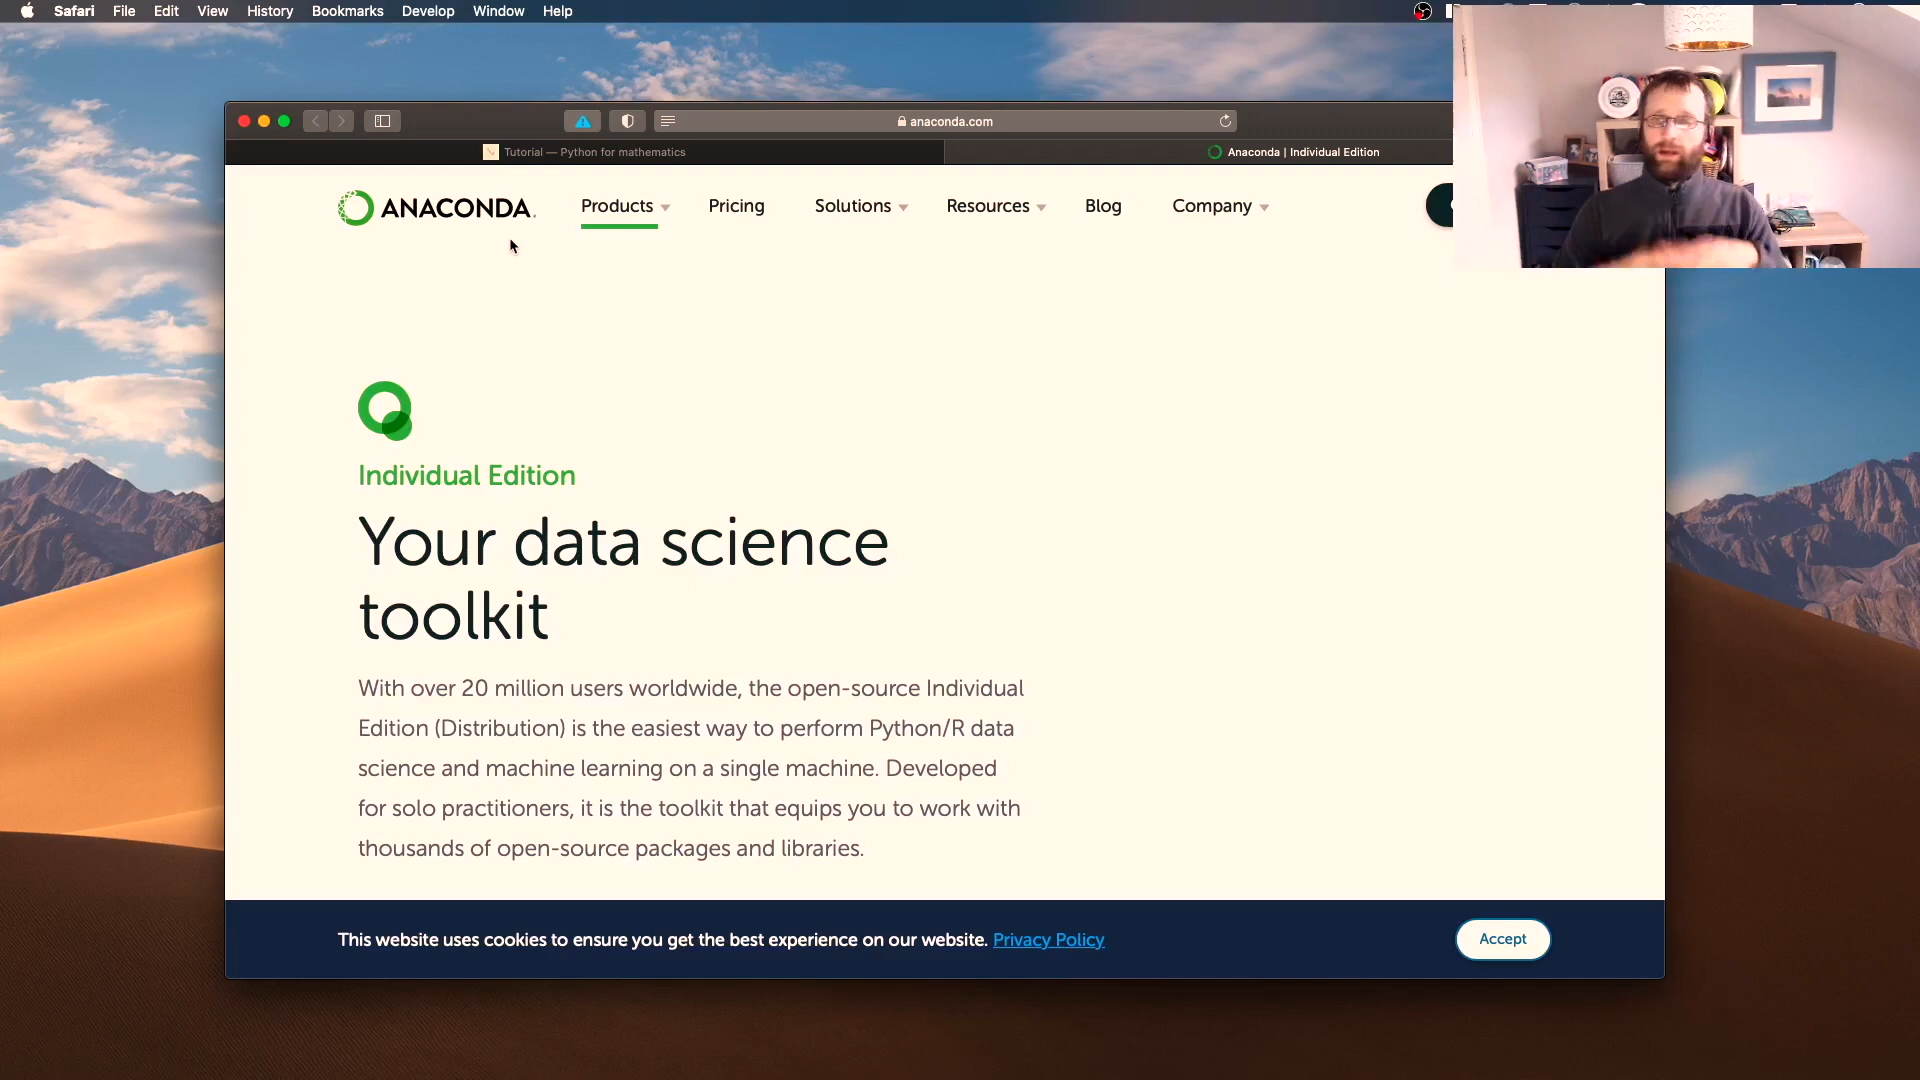 Safari File Edit View History Bookmarks Develop Window Help
anaconda.com
Tutorial — Python for mathematics
Anaconda | Individual Edition
ANACONDA.
Products Pricing Solutions Resources Blog Company
Individual Edition
Your data science
toolkit
With over 20 million users worldwide, the open-source Individual
Edition (Distribution) is the easiest way to perform Python/R data
science and machine learning on a single machine. Developed
for solo practitioners, it is the toolkit that equips you to work with
thousands of open-source packages and libraries.
This website uses cookies to ensure you get the best experience on our website. Privacy Policy
Accept